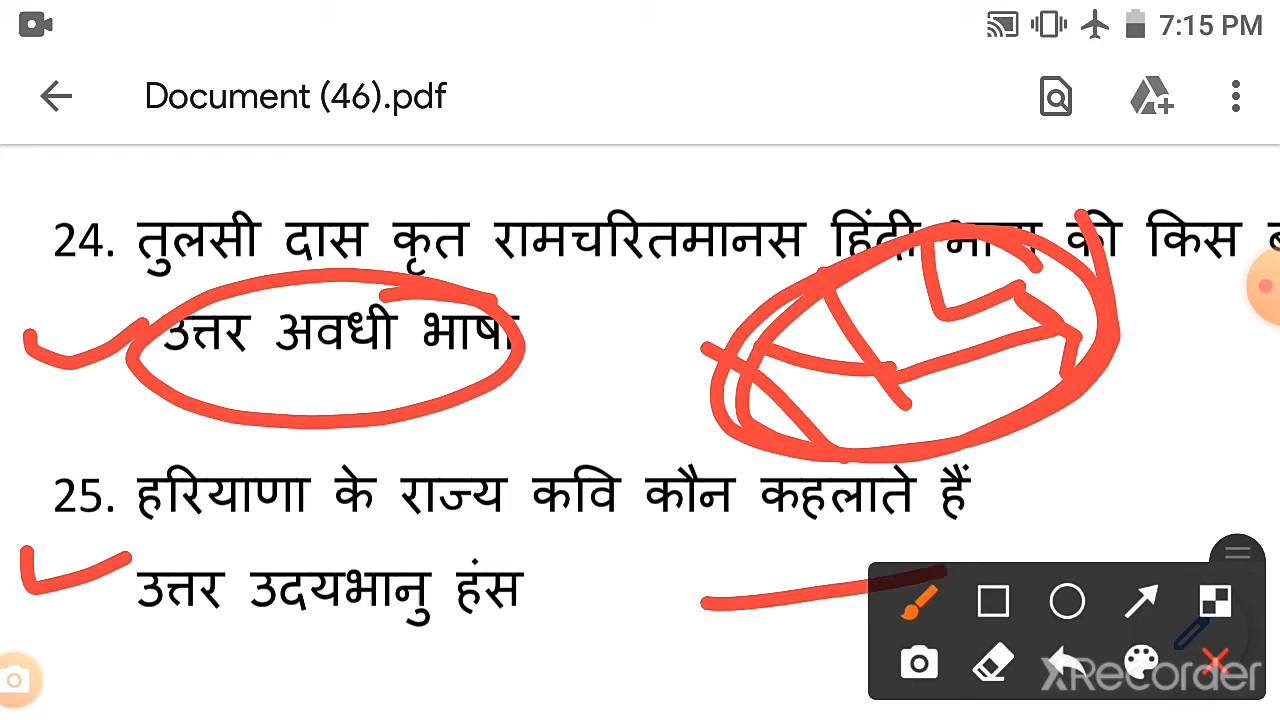 7:15 PM
Document (46).pdf
24. तुलसी दास कृत रामचरितमानस हिंदी भाषा की किस
उत्तर अवधी भाषा
25. हरियाणा के राज्य कवि कौन कहलाते हैं
उत्तर उदयभानु हंस
XRecorder